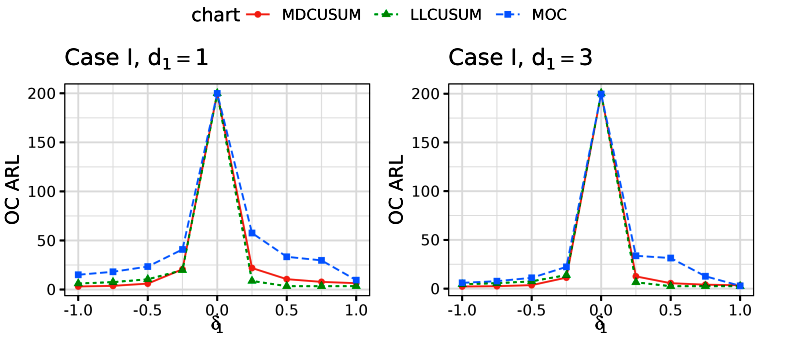 chart MDCUSUM LLCUSUM MOC
Case I, d₁ = 1
Case I, d₁ = 3
OC ARL
200
150
100
50
0
-1.0 -0.5 0.0 0.5 1.0
δ₁
OC ARL
200
150
100
50
0
-1.0 -0.5 0.0 0.5 1.0
δ₁